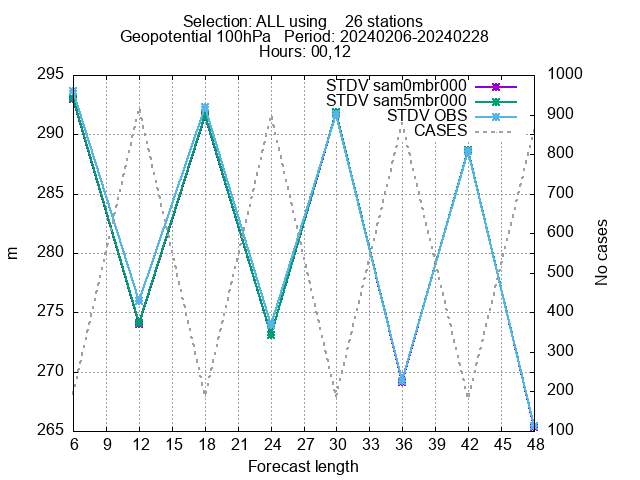 Selection: ALL using    26 stations
Geopotential 100hPa   Period: 20240206-20240228
Hours: 00,12
295
290
285
280
275
270
265
m
STDV sam0mbr000
STDV sam5mbr000
STDV OBS
CASES
1000
900
800
700
600
500
400
300
200
100
No cases
6 9 12 15 18 21 24 27 30 33 36 39 42 45 48
Forecast length